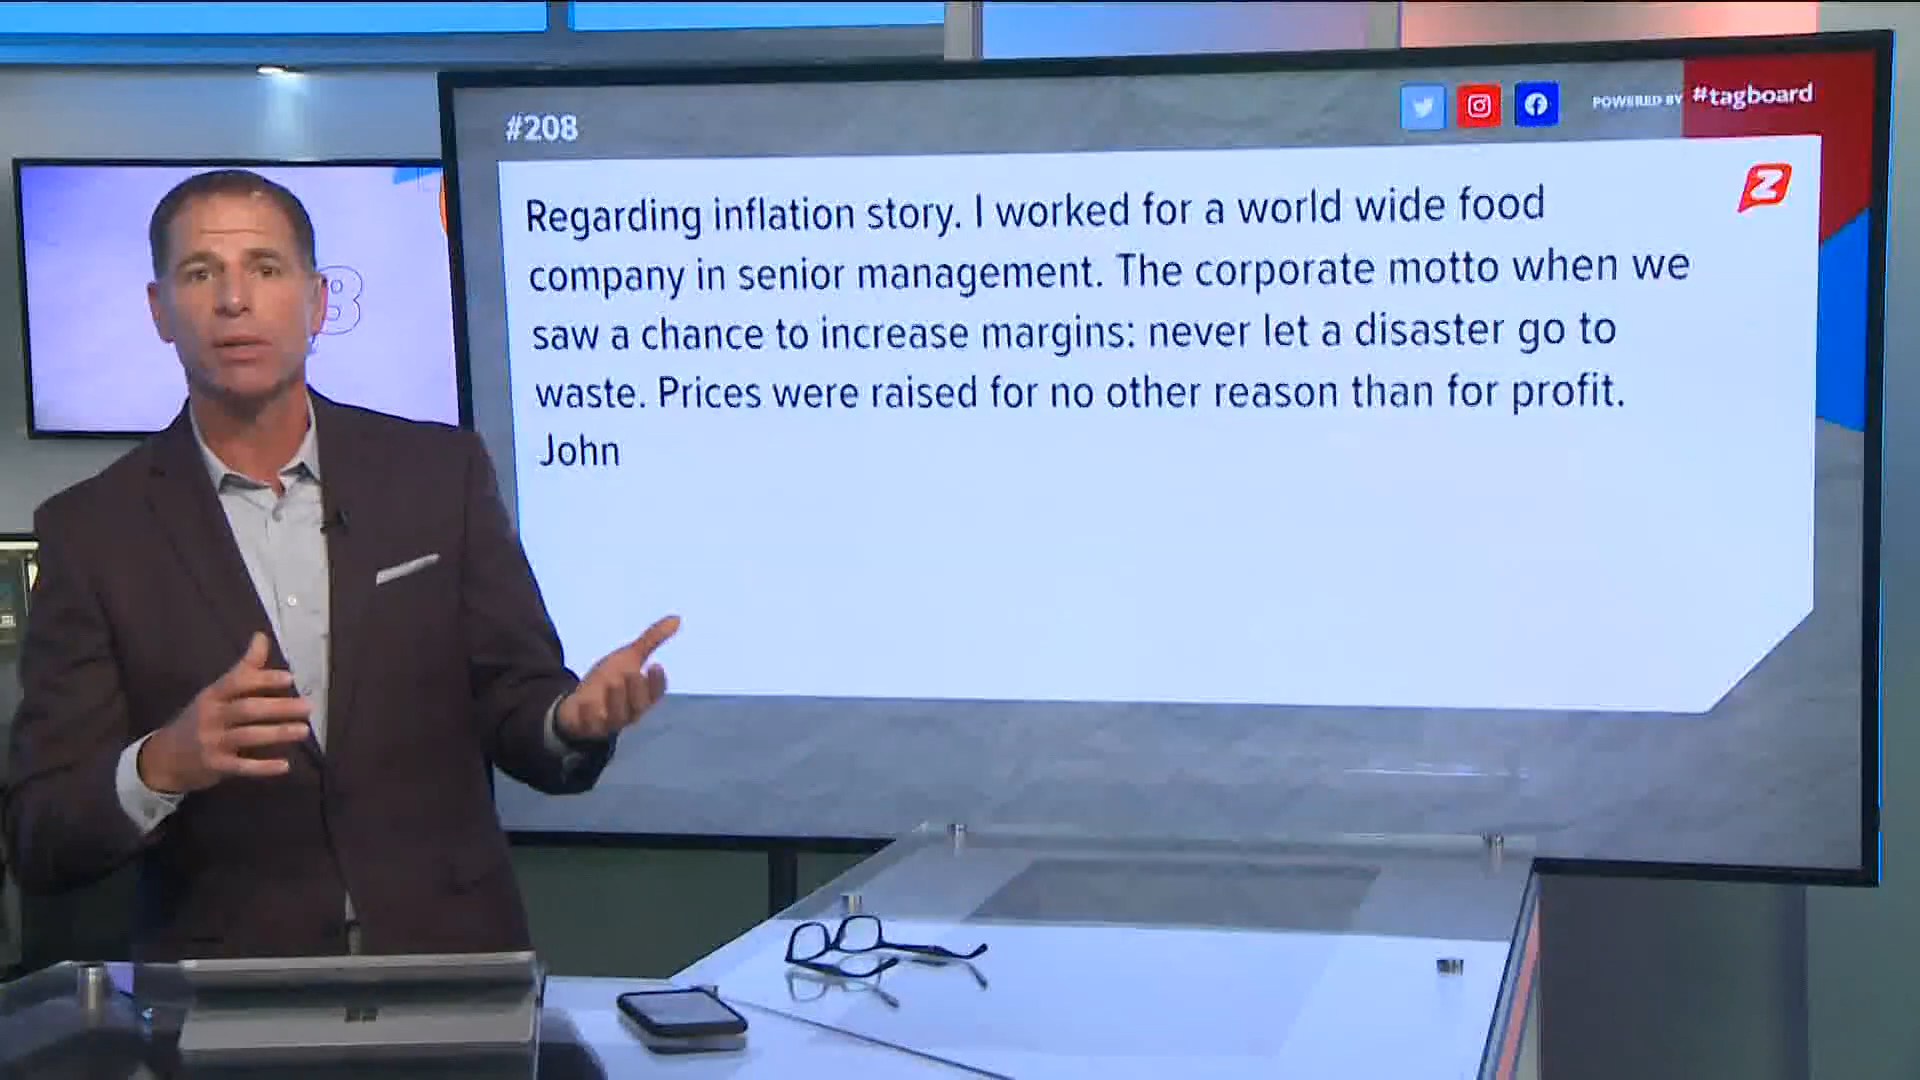 #208
POWERED BY #tagboard
Z
Regarding inflation story. I worked for a world wide food
company in senior management. The corporate motto when we
saw a chance to increase margins: never let a disaster go to
waste. Prices were raised for no other reason than for profit.
John
8